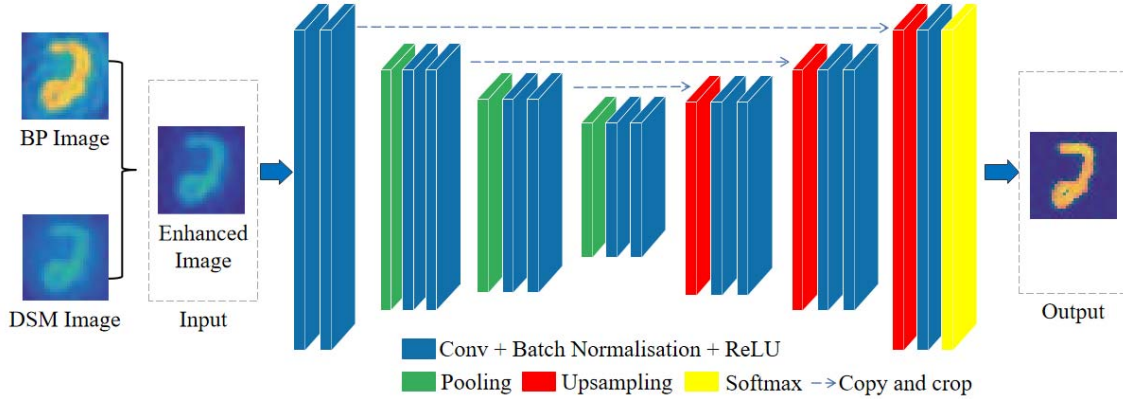 BP Image
DSM Image
Enhanced
Image
Input
Output
Conv + Batch Normalisation + ReLU
Pooling Upsampling Softmax Copy and crop